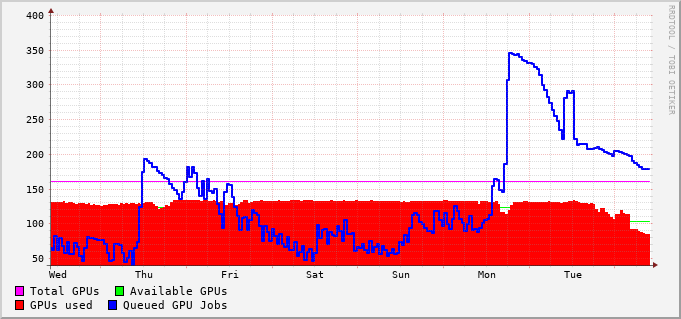 400
350
300
250
200
150
100
50
Wed Thu Fri Sat Sun Mon Tue
Total GPUs Available GPUs
GPUs used Queued GPU Jobs
RRDTOOL / TOBI OETIKER